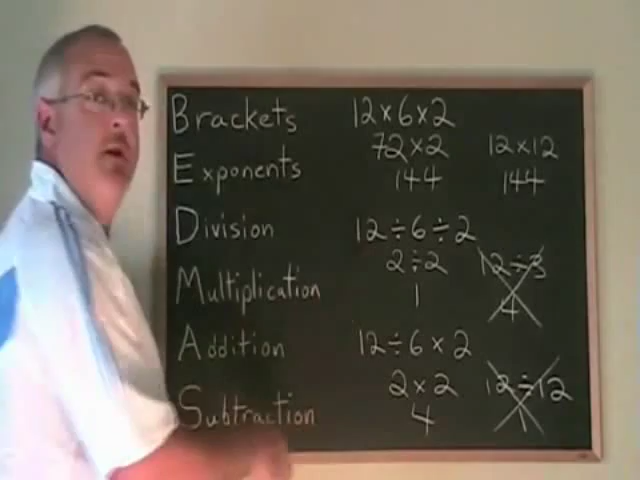 Brackets 12×6×2
72×2 12×12
Exponents 144 144
Division 12÷6÷2
2÷2 12÷3
Multiplication 1 4
Addition 12÷6×2
2×2 12÷12
Subtraction 4 1